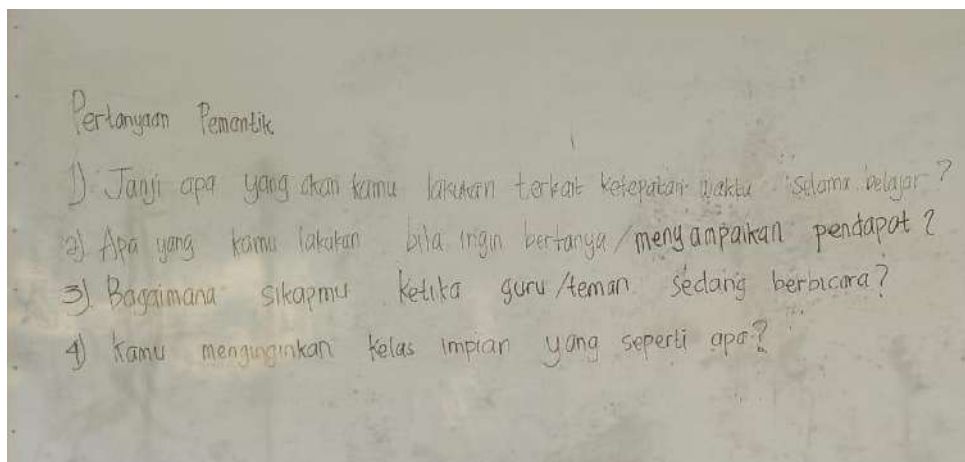 Pertanyaan Pemantik
1) Janji apa yang akan kamu lakukan terkait ketepatan waktu selama belajar?
2) Apa yang kamu lakukan bila ingin bertanya/menyampaikan pendapat?
3) Bagaimana sikapmu ketika guru/teman sedang berbicara?
4) Kamu menginginkan kelas impian yang seperti apa?